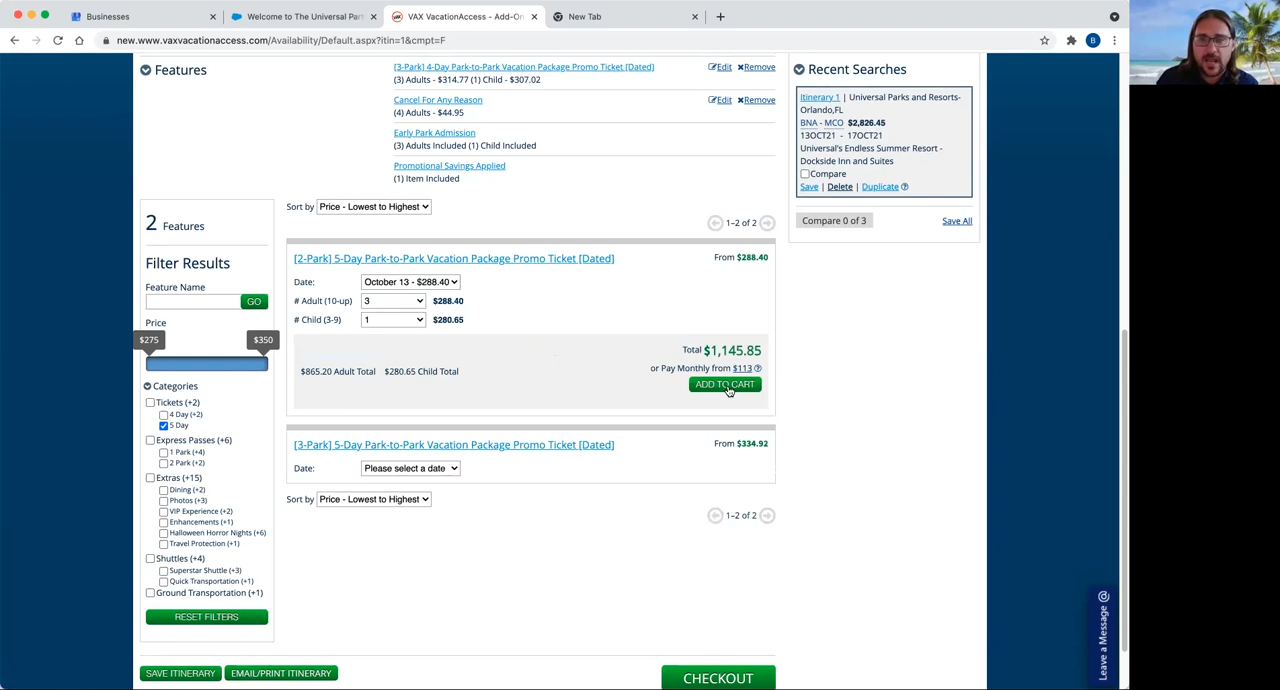 Businesses
Welcome to The Universal Par
VAX VacationAccess - Add-On
New Tab
new.www.vaxvacationaccess.com/Availability/Default.aspx?itin=1&cmpt=F
B
Features
[3-Park] 4-Day Park-to-Park Vacation Package Promo Ticket [Dated]
Edit Remove
(3) Adults - $314.77 (1) Child - $307.02
Cancel For Any Reason
Edit Remove
(4) Adults - $44.95
Early Park Admission
(3) Adults Included (1) Child Included
Promotional Savings Applied
(1) Item Included
2 Features
Filter Results
Feature Name
GO
Price
$275 $350
Categories
Tickets (+2)
4 Day (+2)
5 Day
Express Passes (+6)
1 Park (+4)
2 Park (+2)
Extras (+15)
Dining (+2)
Photos (+3)
VIP Experience (+2)
Enhancements (+1)
Halloween Horror Nights (+6)
Travel Protection (+1)
Shuttles (+4)
Superstar Shuttle (+3)
Quick Transportation (+1)
Ground Transportation (+1)
RESET FILTERS
Sort by Price - Lowest to Highest
1–2 of 2
[2-Park] 5-Day Park-to-Park Vacation Package Promo Ticket [Dated]
From $288.40
Date: October 13 - $288.40
# Adult (10-up) 3 $288.40
# Child (3-9) 1 $280.65
Total $1,145.85
$865.20 Adult Total $280.65 Child Total
or Pay Monthly from $113
ADD TO CART
[3-Park] 5-Day Park-to-Park Vacation Package Promo Ticket [Dated]
From $334.92
Date: Please select a date
Sort by Price - Lowest to Highest
1–2 of 2
SAVE ITINERARY EMAIL/PRINT ITINERARY
CHECKOUT
Recent Searches
Itinerary 1 | Universal Parks and Resorts-
Orlando,FL
BNA - MCO $2,826.45
13OCT21 - 17OCT21
Universal's Endless Summer Resort -
Dockside Inn and Suites
Compare
Save | Delete | Duplicate
Compare 0 of 3
Save All
Leave a Message @